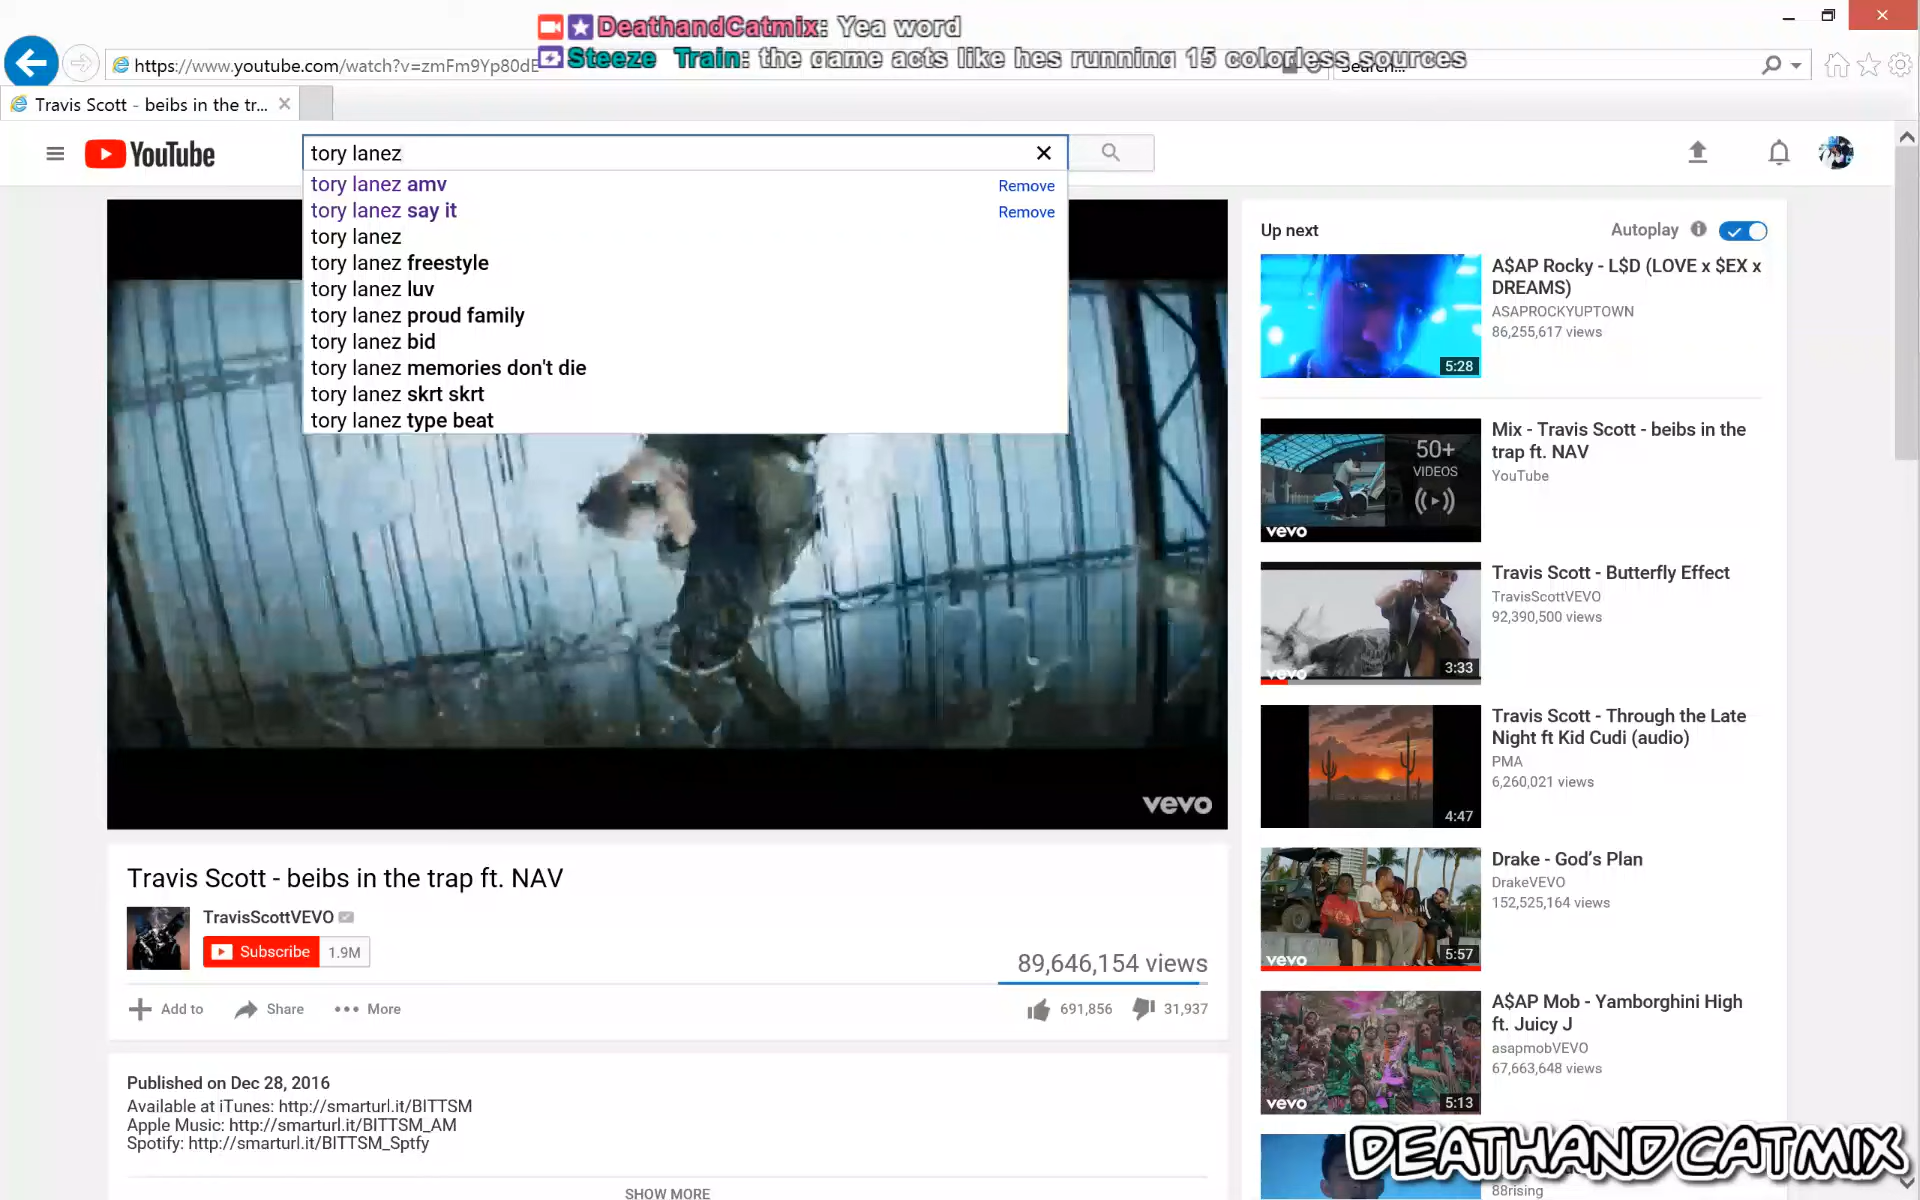 DeathandCatmix: Yea word
Steeze Train: the game acts like hes running 15 colorless sources
https://www.youtube.com/watch?v=zmFm9Yp80dE
Search...
Travis Scott - beibs in the tr...
YouTube
tory lanez
tory lanez amv Remove
tory lanez say it Remove
tory lanez
tory lanez freestyle
tory lanez luv
tory lanez proud family
tory lanez bid
tory lanez memories don't die
tory lanez skrt skrt
tory lanez type beat
vevo
Travis Scott - beibs in the trap ft. NAV
TravisScottVEVO
Subscribe 1.9M
89,646,154 views
Add to Share More
691,856 31,937
Published on Dec 28, 2016
Available at iTunes: http://smarturl.it/BITTSM
Apple Music: http://smarturl.it/BITTSM_AM
Spotify: http://smarturl.it/BITTSM_Sptfy
SHOW MORE
Up next Autoplay
A$AP Rocky - L$D (LOVE x $EX x
DREAMS)
ASAPROCKYUPTOWN
86,255,617 views
5:28
Mix - Travis Scott - beibs in the
trap ft. NAV
YouTube
50+
VIDEOS
vevo
Travis Scott - Butterfly Effect
TravisScottVEVO
92,390,500 views
3:33
vevo
Travis Scott - Through the Late
Night ft Kid Cudi (audio)
PMA
6,260,021 views
4:47
Drake - God's Plan
DrakeVEVO
152,525,164 views
5:57
vevo
A$AP Mob - Yamborghini High
ft. Juicy J
asapmobVEVO
67,663,648 views
5:13
vevo
DEATHANDCATMIX
88rising